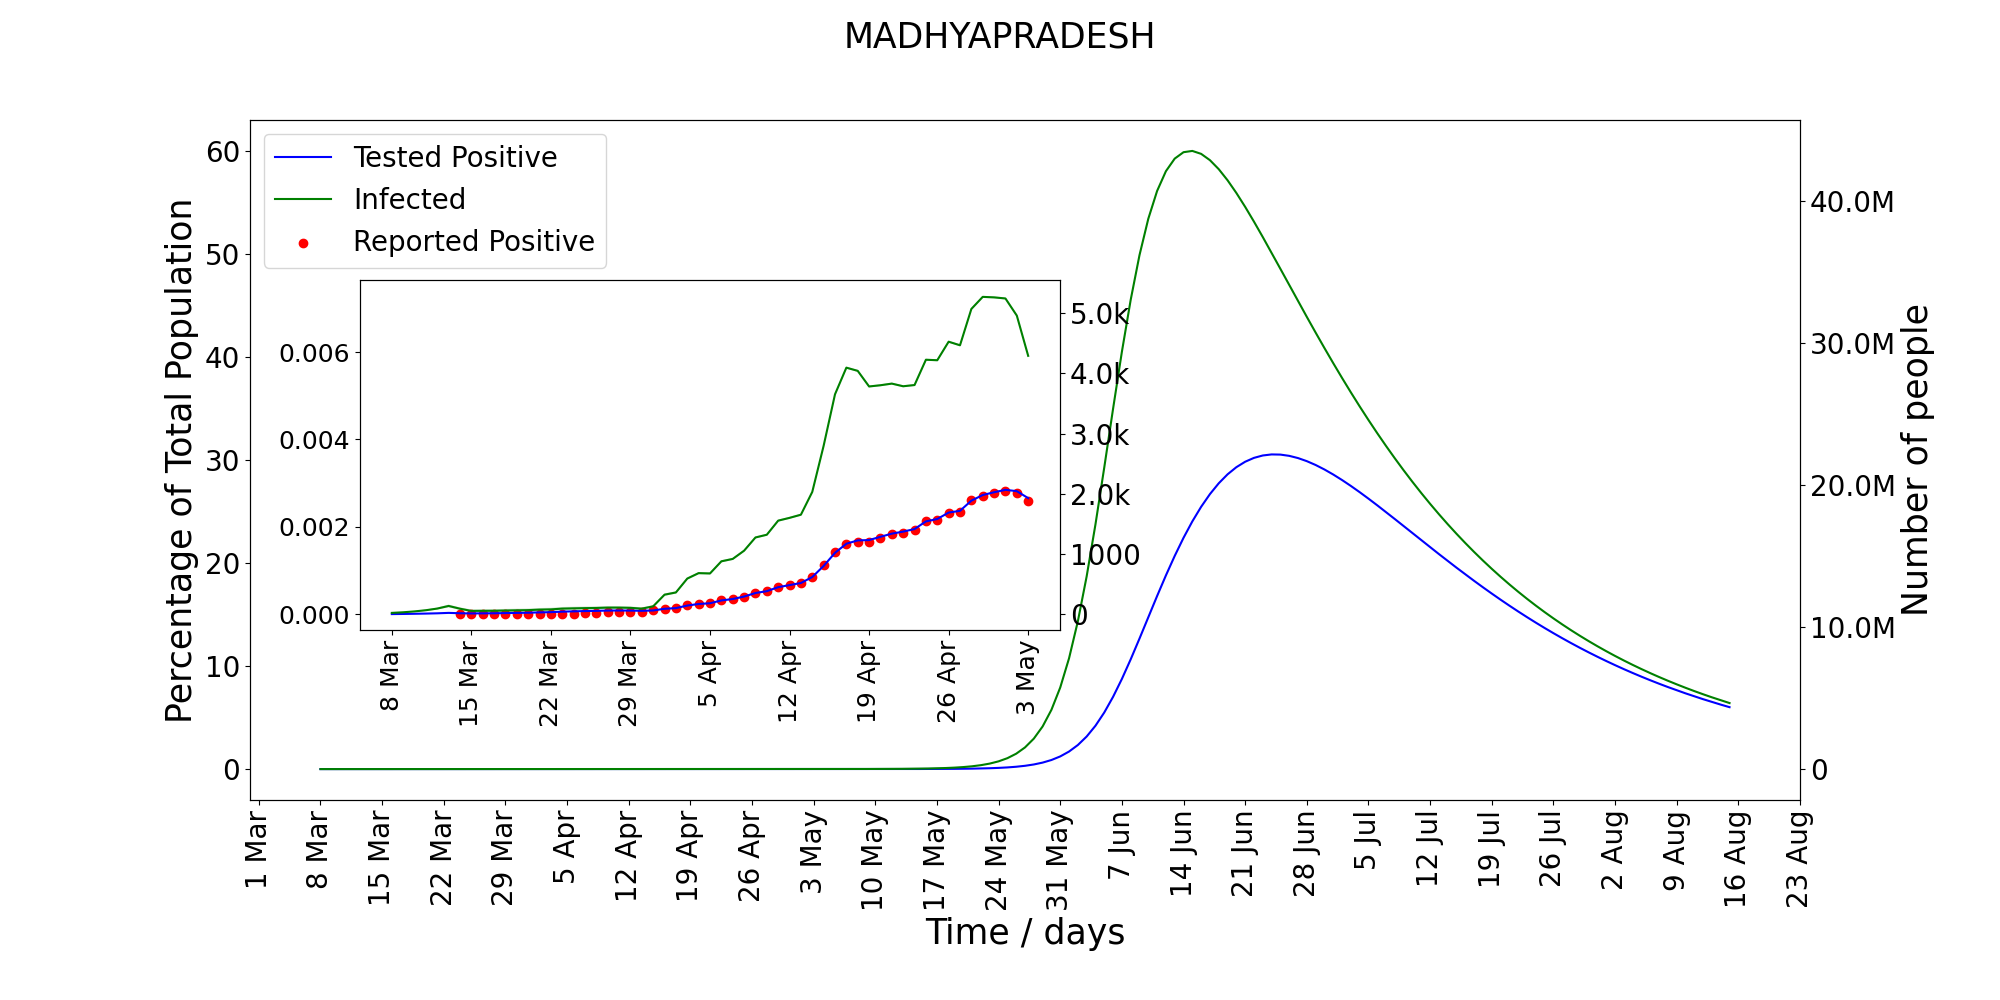 MADHYAPRADESH
Tested Positive
Infected
Reported Positive
Percentage of Total Population
60
50
40
30
20
10
0
0.006
0.004
0.002
0.000
5.0k
4.0k
3.0k
2.0k
1000
0
8 Mar
15 Mar
22 Mar
29 Mar
5 Apr
12 Apr
19 Apr
26 Apr
3 May
40.0M
30.0M
20.0M
10.0M
0
Number of people
1 Mar
8 Mar
15 Mar
22 Mar
29 Mar
5 Apr
12 Apr
19 Apr
26 Apr
3 May
10 May
17 May
24 May
31 May
7 Jun
14 Jun
21 Jun
28 Jun
5 Jul
12 Jul
19 Jul
26 Jul
2 Aug
9 Aug
16 Aug
23 Aug
Time / days